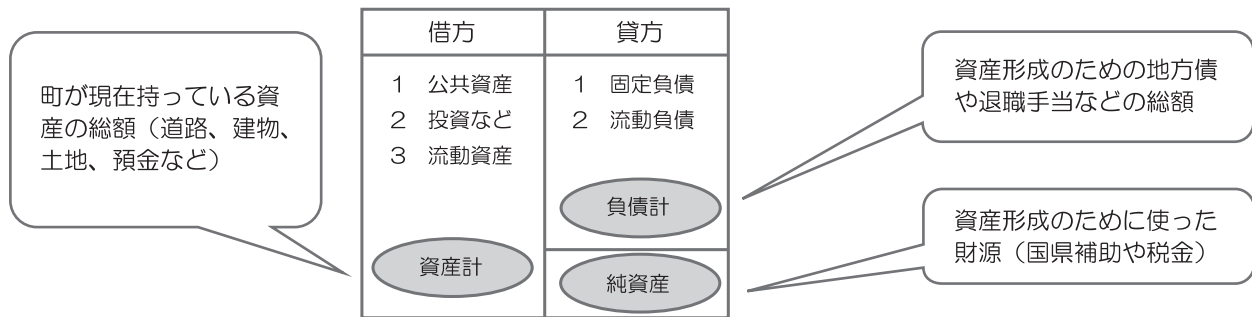 町が現在持っている資
産の総額（道路、建物、
土地、預金など）
借方
1 公共資産
2 投資など
3 流動資産
資産計
貸方
1 固定負債
2 流動負債
負債計
純資産
資産形成のための地方債
や退職手当などの総額
資産形成のために使った
財源（国県補助や税金）